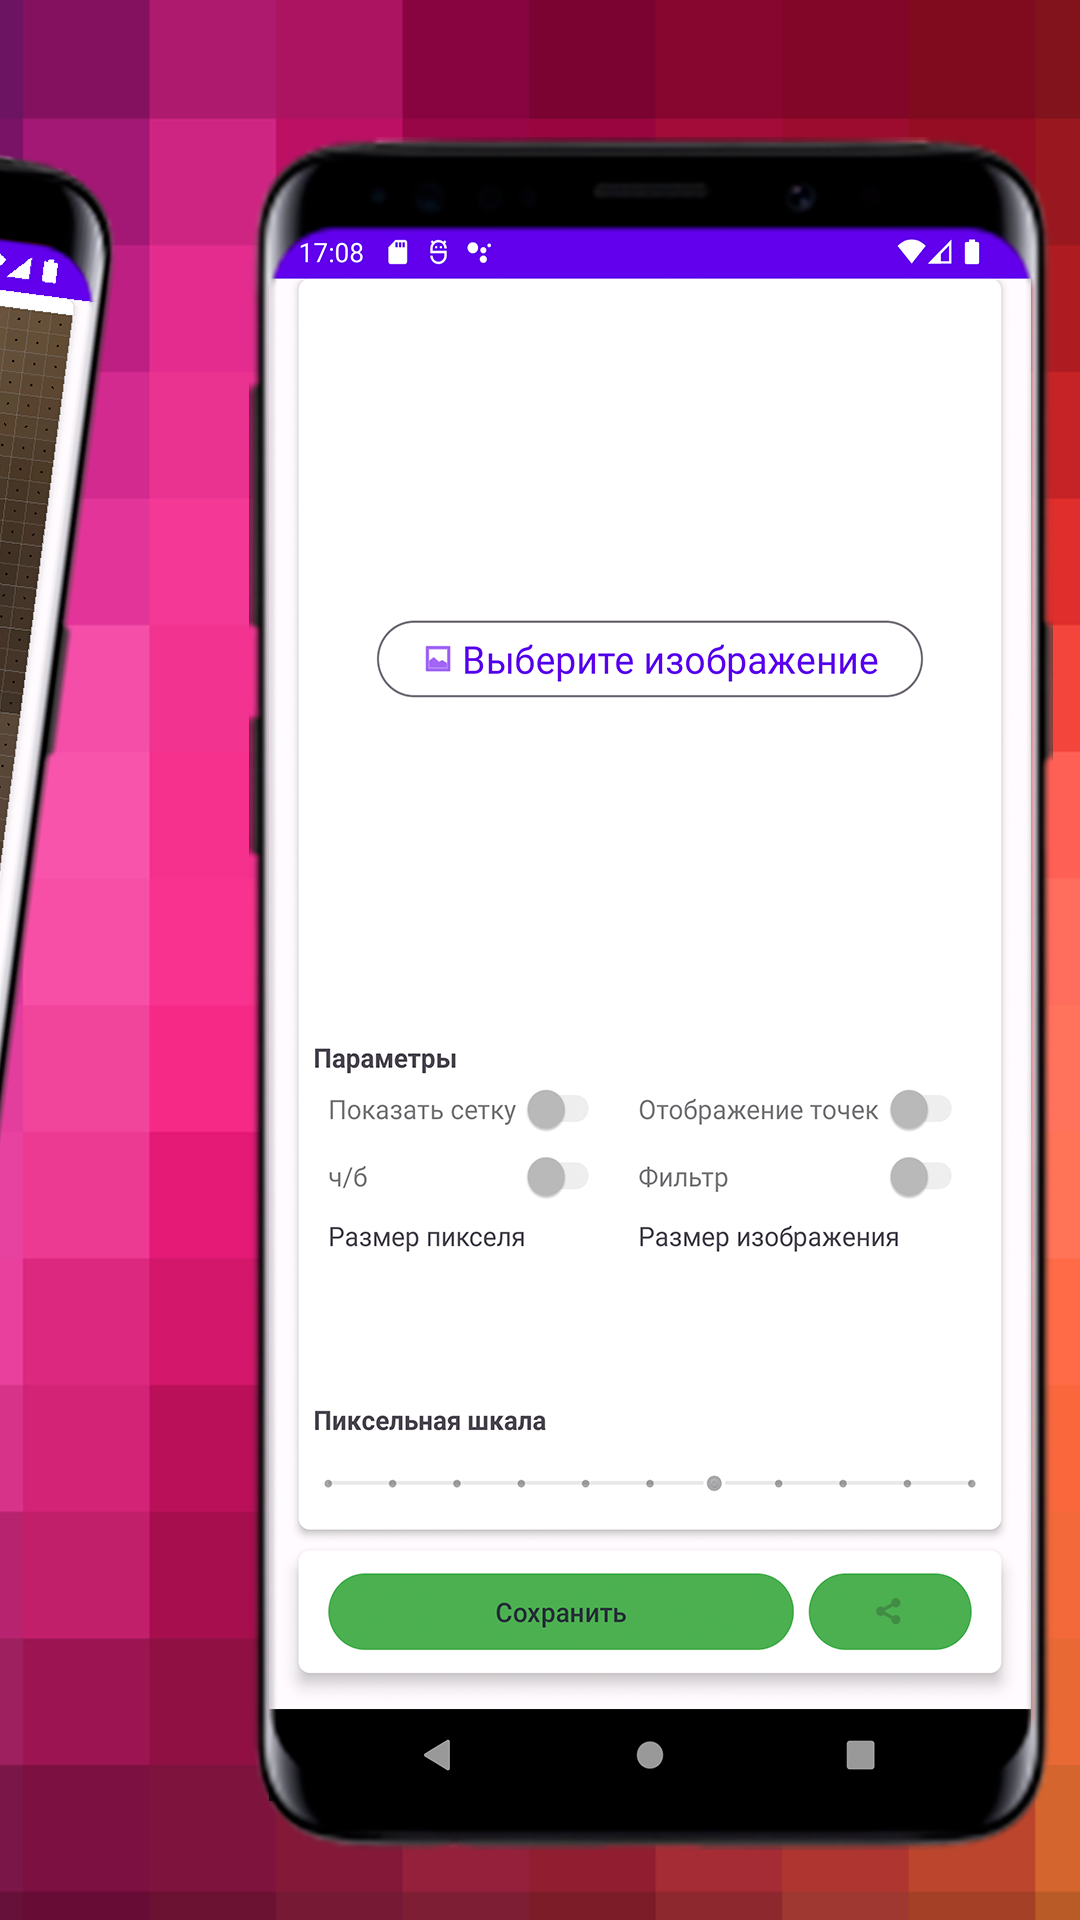 17:08
Выберите изображение
Параметры
Показать сетку Отображение точек
ч/б Фильтр
Размер пикселя Размер изображения
Пиксельная шкала
Сохранить